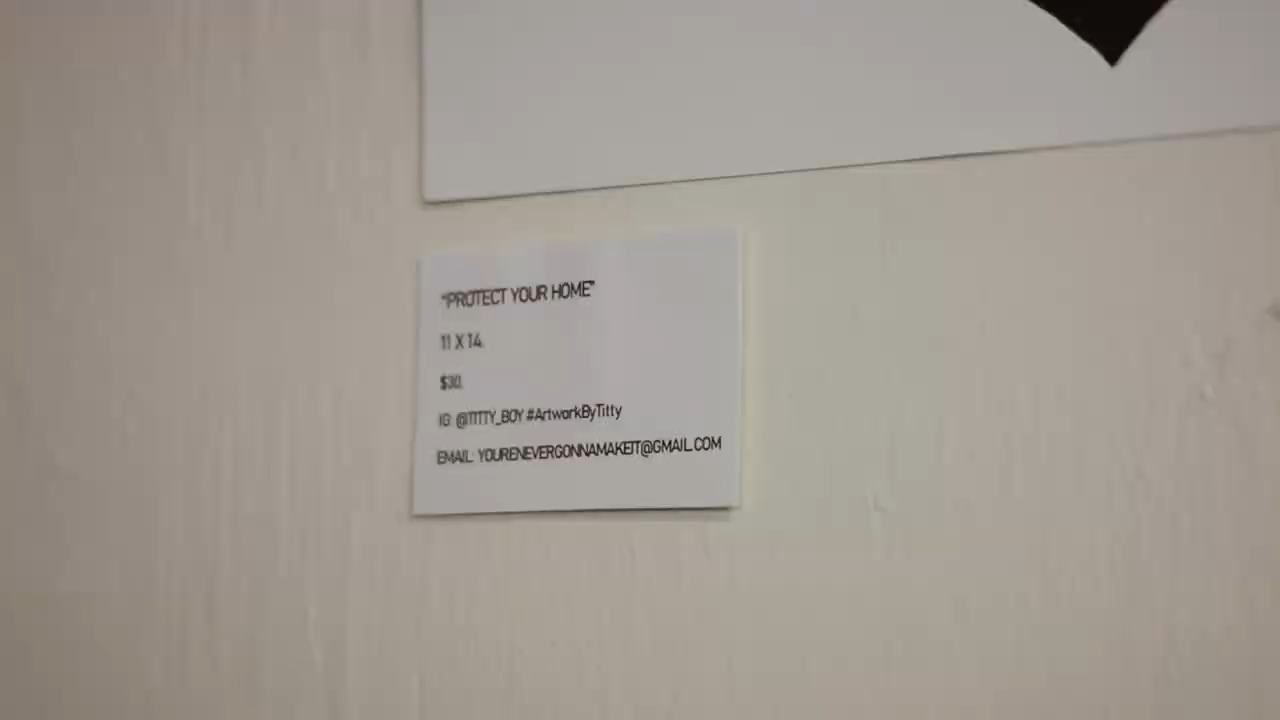 "PROTECT YOUR HOME"
11 X 14
$30
IG: @TITTY_BOY #ArtworkByTitty
EMAIL: YOURENEVERGONNAMAKEIT@GMAIL.COM